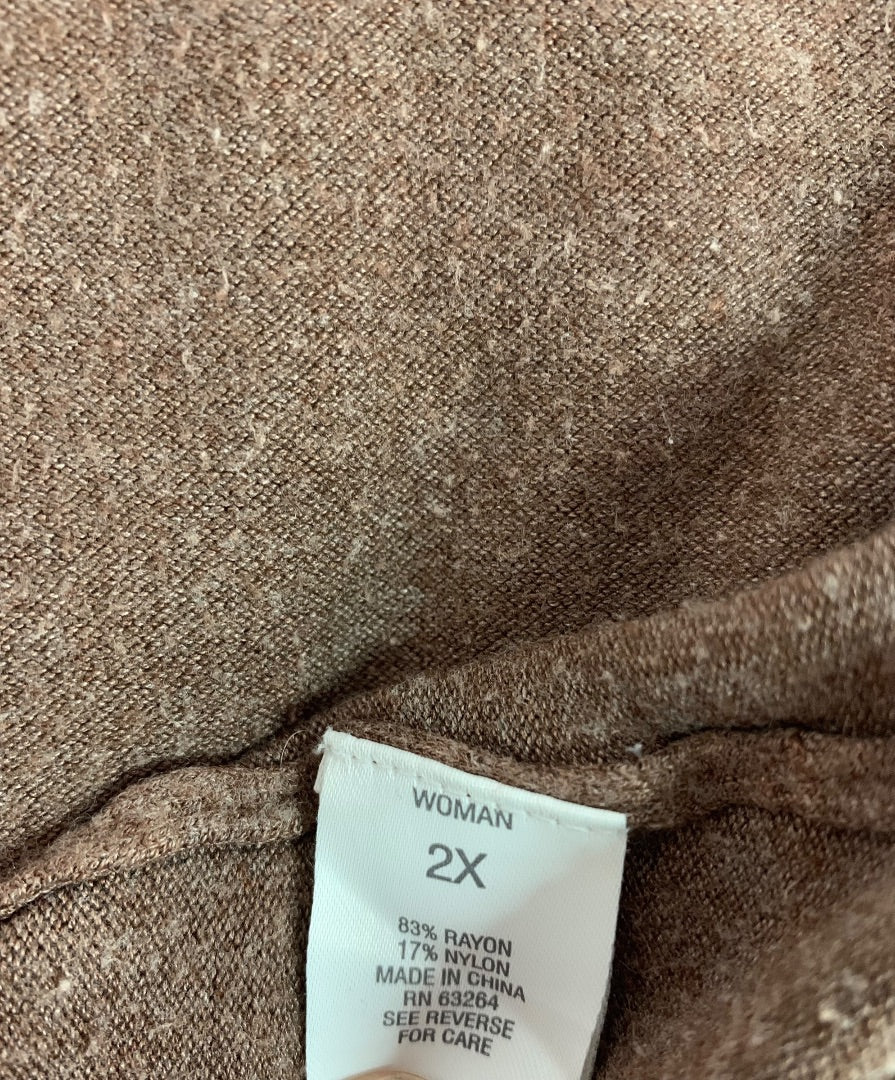 WOMAN
2X
83% RAYON
17% NYLON
MADE IN CHINA
RN 63264
SEE REVERSE
FOR CARE